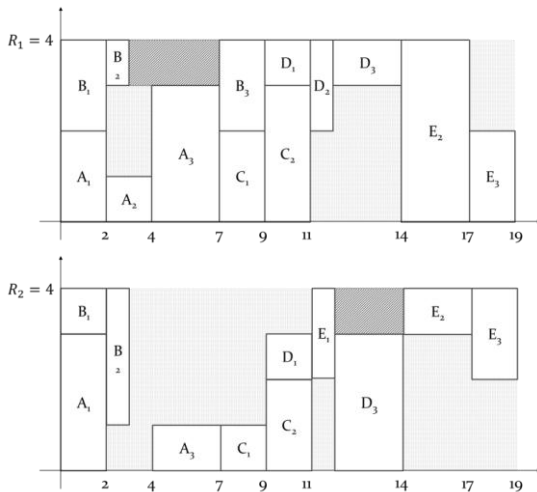 R₁ = 4
B₁ B₂ B₃ D₁ D₂ D₃
A₁ A₂ A₃ C₁ C₂ E₂ E₃
2 4 7 9 11 14 17 19
R₂ = 4
B₁ B₂ E₁ E₂ E₃
A₁ A₃ C₁ C₂ D₁ D₃
2 4 7 9 11 14 17 19